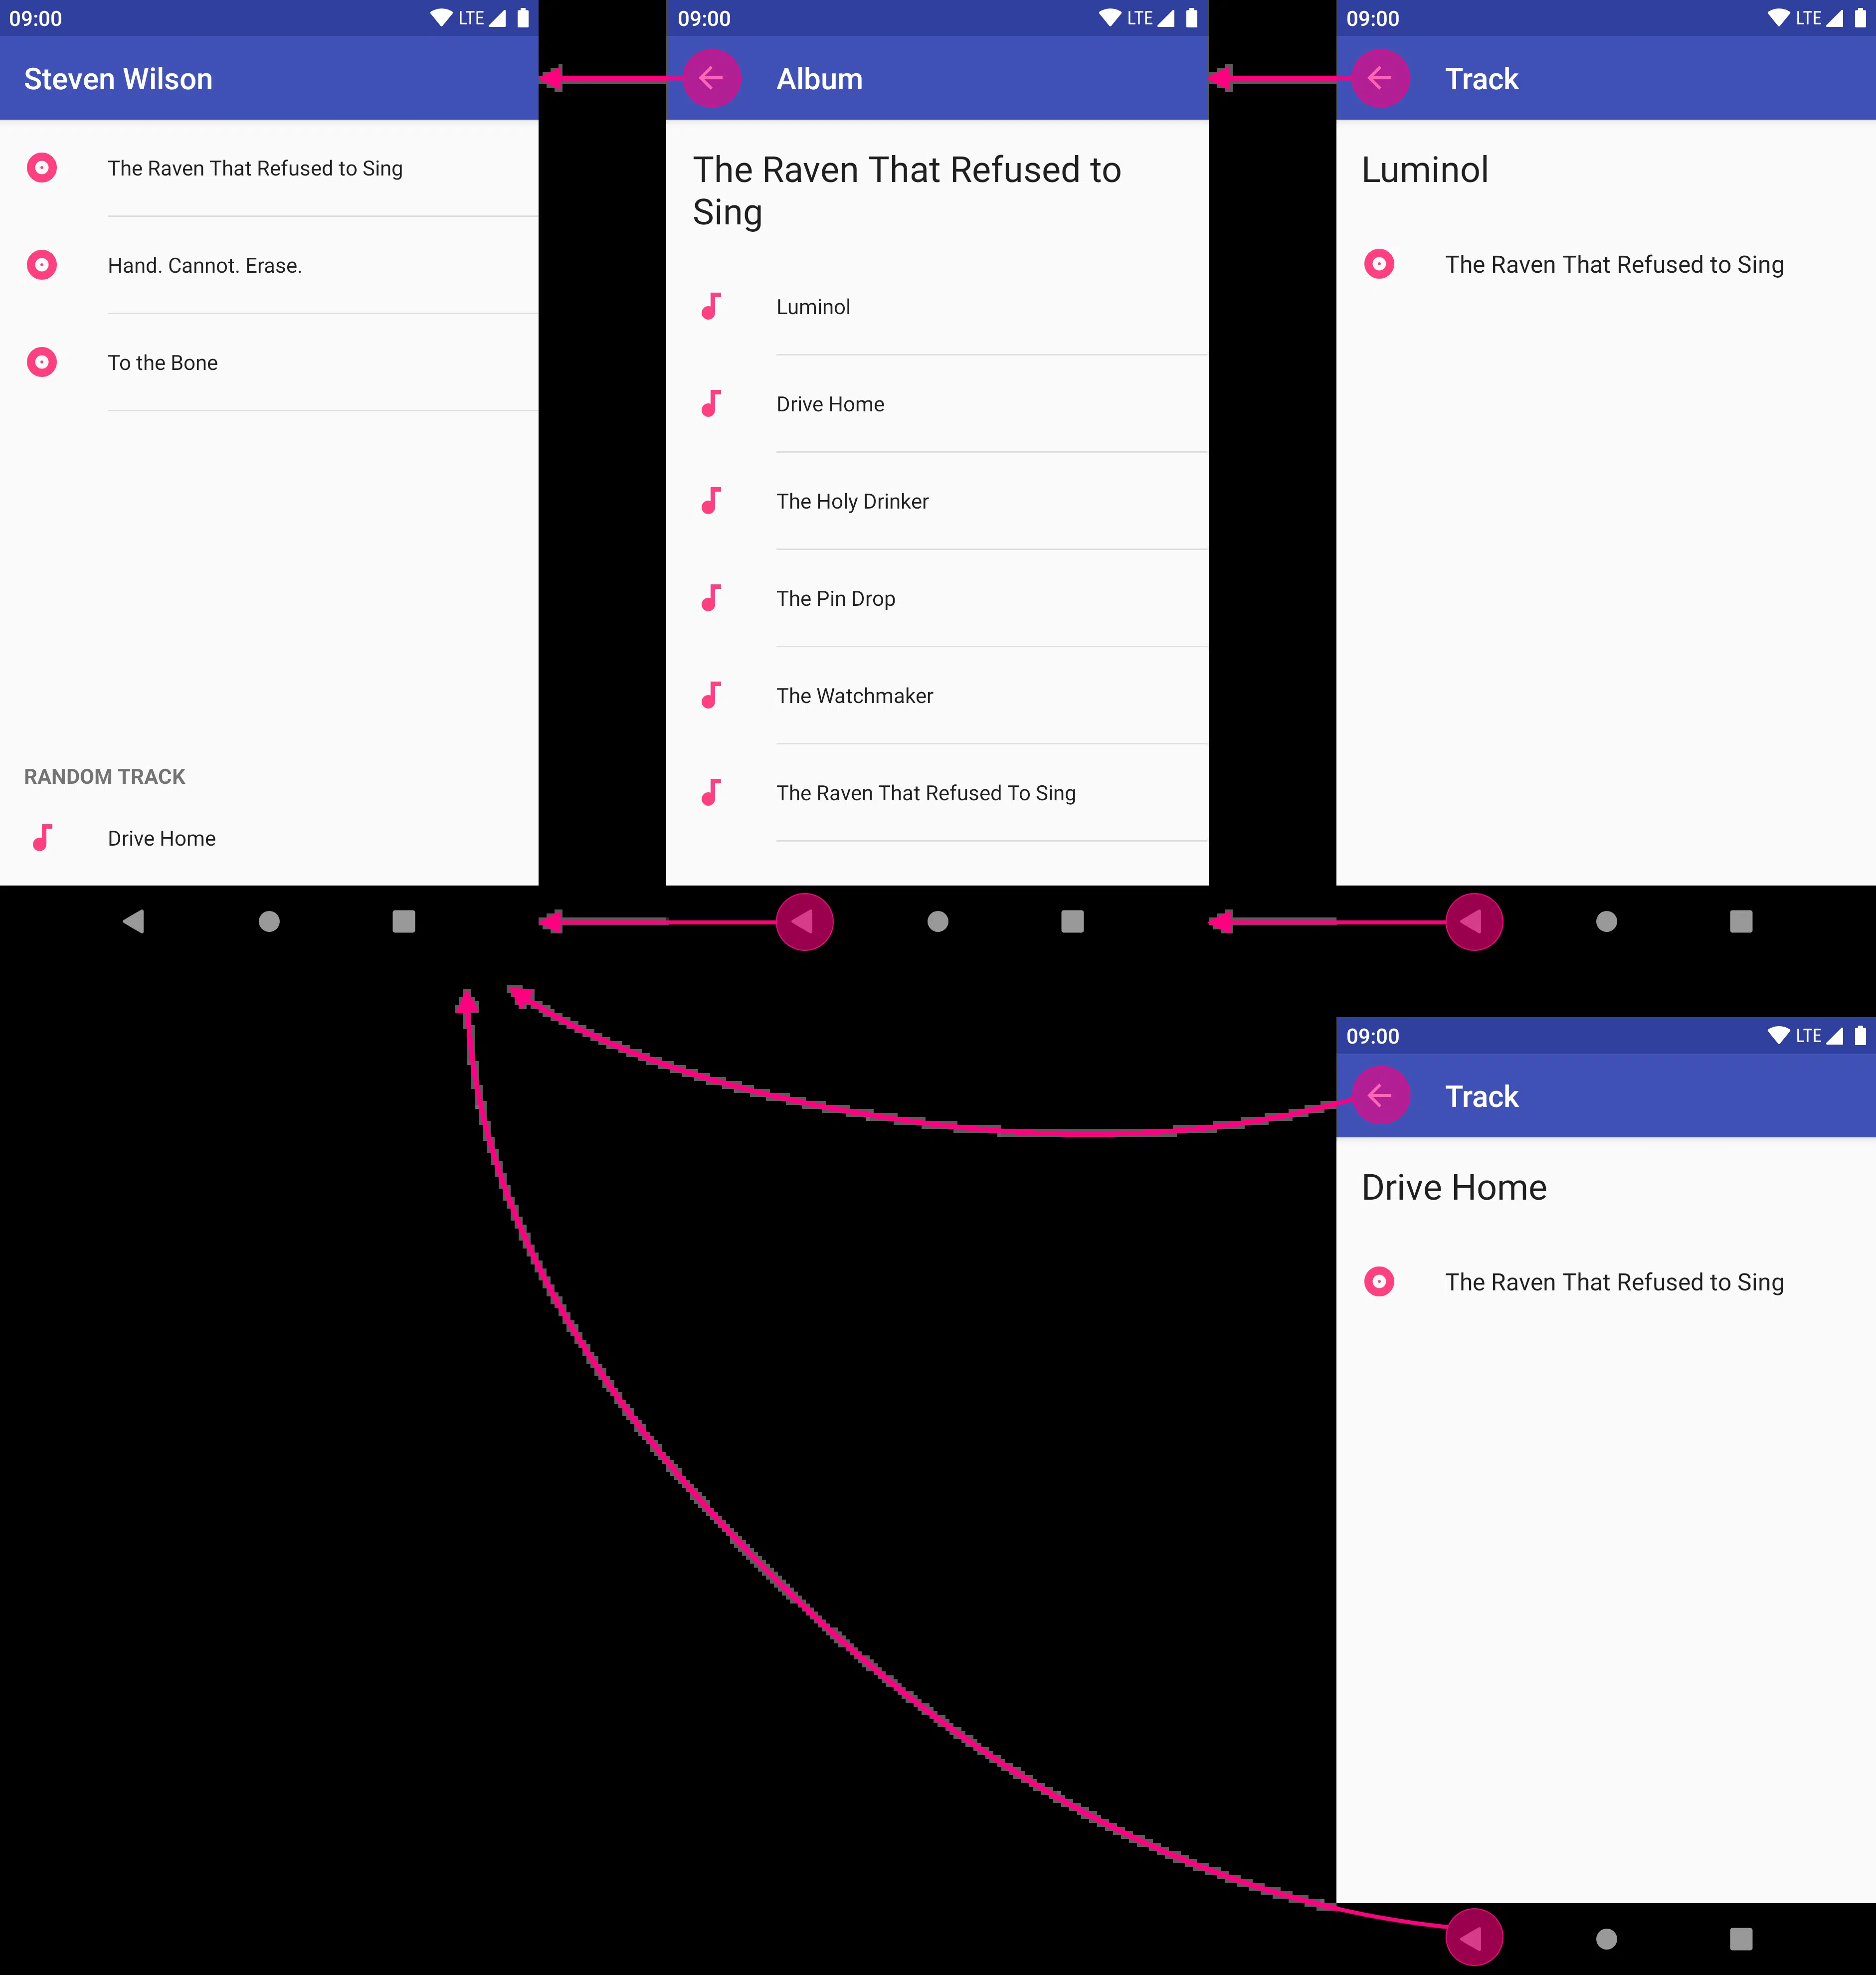 09:00
LTE
Steven Wilson
The Raven That Refused to Sing
Hand. Cannot. Erase.
To the Bone
RANDOM TRACK
Drive Home
09:00
LTE
Album
The Raven That Refused to
Sing
Luminol
Drive Home
The Holy Drinker
The Pin Drop
The Watchmaker
The Raven That Refused To Sing
09:00
LTE
Track
Luminol
The Raven That Refused to Sing
09:00
LTE
Track
Drive Home
The Raven That Refused to Sing